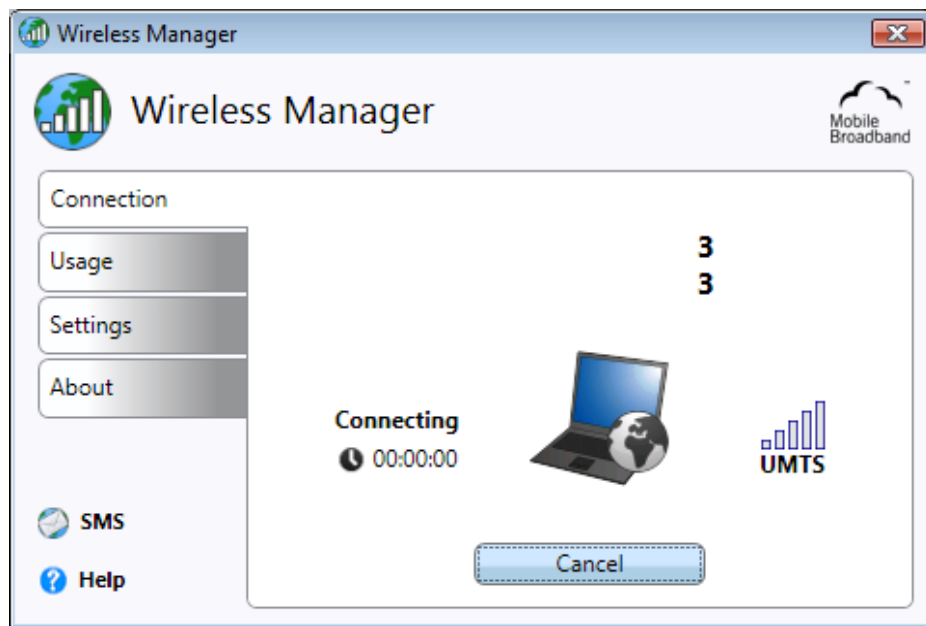 Wireless Manager
Wireless Manager
Mobile
Broadband
Connection
Usage
Settings
About
3
3
Connecting
00:00:00
UMTS
SMS
Help
Cancel